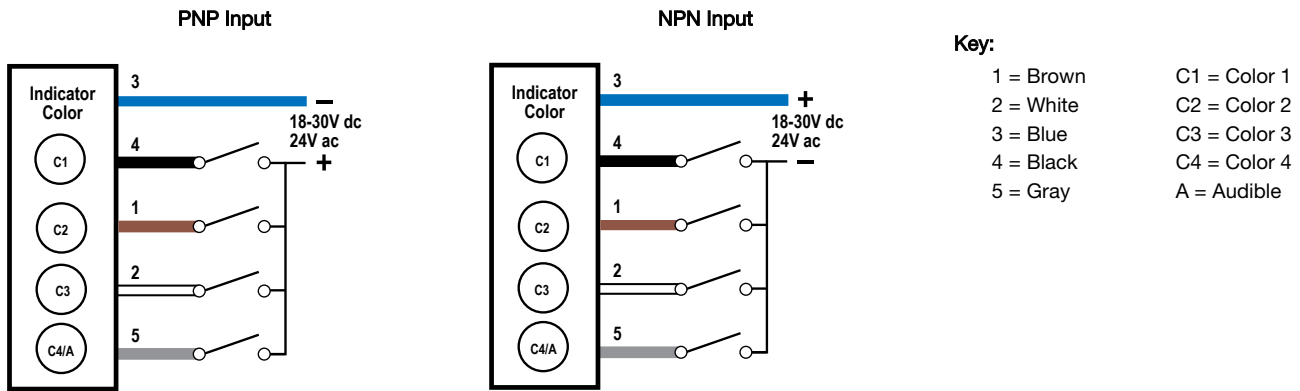 PNP Input
Indicator
Color
3
–
18-30V dc
24V ac
4
+
C1
1
C2
2
C3
5
C4/A
NPN Input
Indicator
Color
3
+
18-30V dc
24V ac
4
–
C1
1
C2
2
C3
5
C4/A
Key:
1 = Brown
2 = White
3 = Blue
4 = Black
5 = Gray
C1 = Color 1
C2 = Color 2
C3 = Color 3
C4 = Color 4
A = Audible